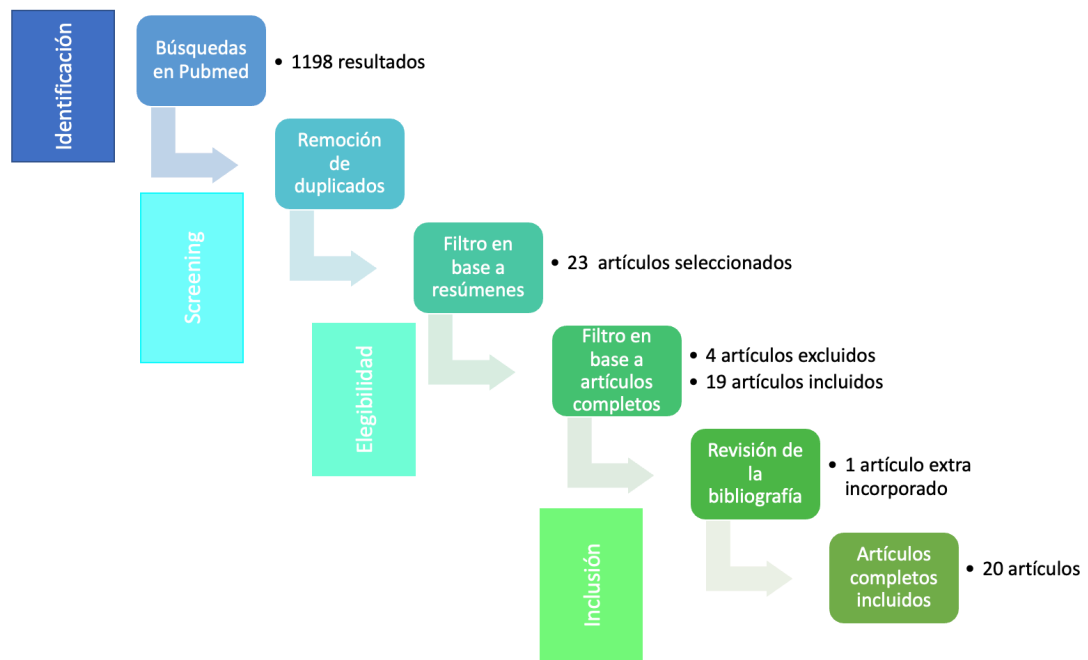 Identificación
Búsquedas
en Pubmed
• 1198 resultados
Remoción
de
duplicados
Screening
Filtro en
base a
resúmenes
• 23 artículos seleccionados
Elegibilidad
Filtro en
base a
artículos
completos
• 4 artículos excluidos
• 19 artículos incluidos
Revisión de
la
bibliografía
• 1 artículo extra
incorporado
Inclusión
Artículos
completos
incluidos
• 20 artículos